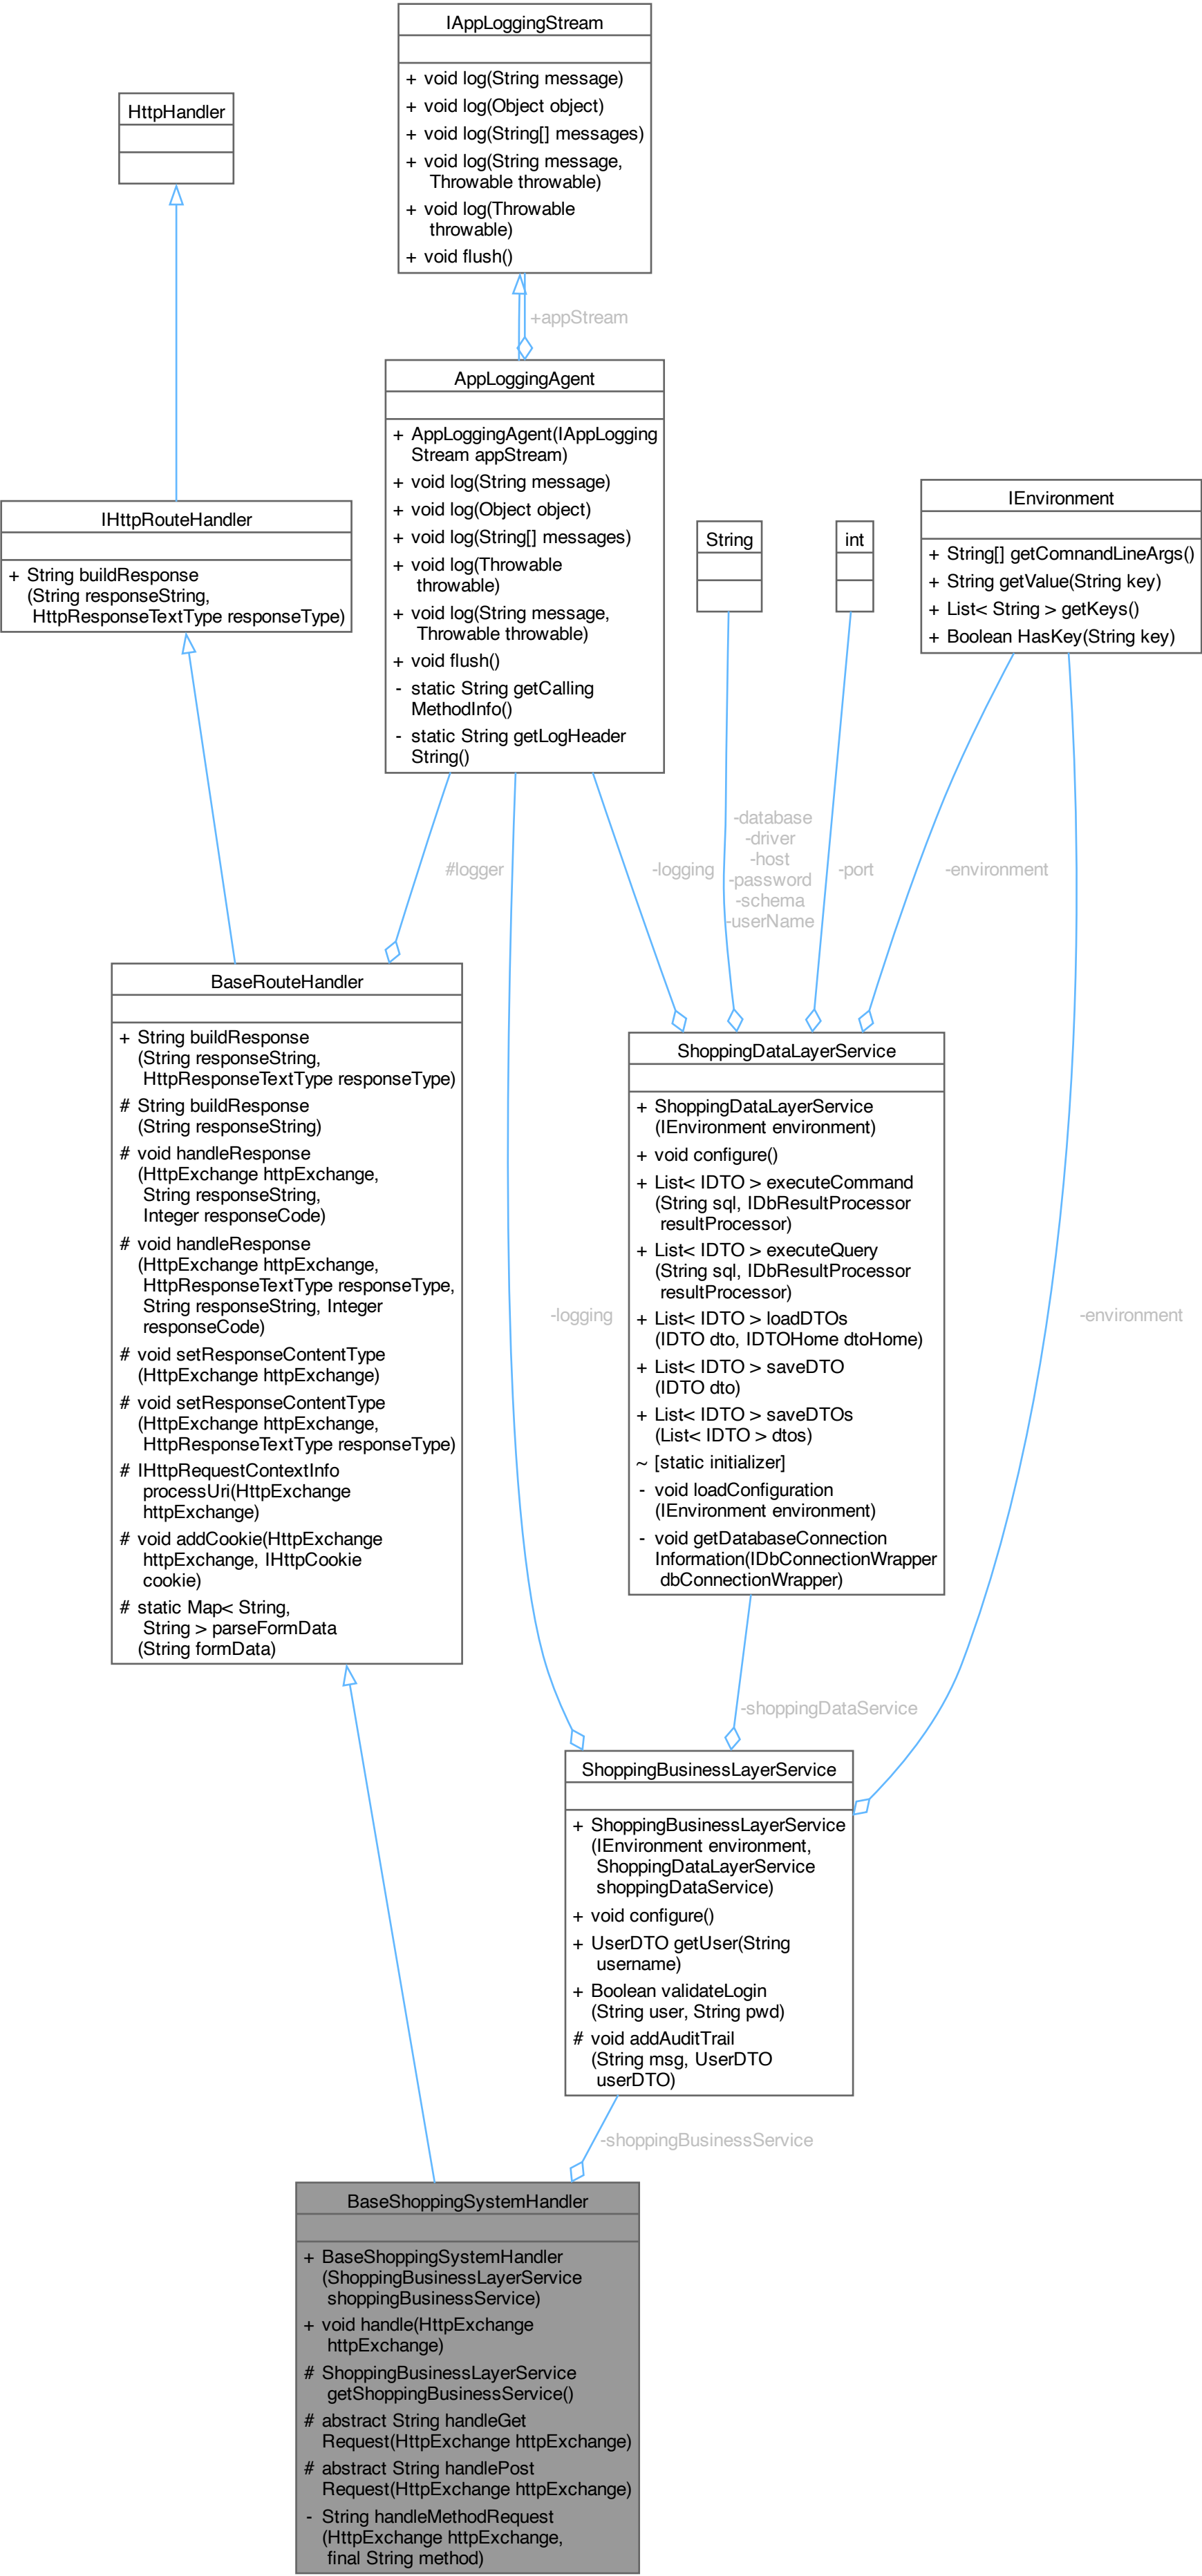 IAppLoggingStream
+ void log(String message)
+ void log(Object object)
+ void log(String[] messages)
+ void log(String message,
Throwable throwable)
+ void log(Throwable
throwable)
+ void flush()
HttpHandler
+appStream
AppLoggingAgent
+ AppLoggingAgent(IAppLogging
Stream appStream)
+ void log(String message)
+ void log(Object object)
+ void log(String[] messages)
+ void log(Throwable
throwable)
+ void log(String message,
Throwable throwable)
+ void flush()
- static String getCalling
MethodInfo()
- static String getLogHeader
String()
IHttpRouteHandler
+ String buildResponse
(String responseString,
HttpResponseTextType responseType)
String
int
IEnvironment
+ String[] getComnandLineArgs()
+ String getValue(String key)
+ List< String > getKeys()
+ Boolean HasKey(String key)
#logger
-logging
-database
-driver
-host
-password
-schema
-userName
-port
-environment
BaseRouteHandler
+ String buildResponse
(String responseString,
HttpResponseTextType responseType)
# String buildResponse
(String responseString)
# void handleResponse
(HttpExchange httpExchange,
String responseString,
Integer responseCode)
# void handleResponse
(HttpExchange httpExchange,
HttpResponseTextType responseType,
String responseString, Integer
responseCode)
# void setResponseContentType
(HttpExchange httpExchange)
# void setResponseContentType
(HttpExchange httpExchange,
HttpResponseTextType responseType)
# IHttpRequestContextInfo
processUri(HttpExchange
httpExchange)
# void addCookie(HttpExchange
httpExchange, IHttpCookie
cookie)
# static Map< String,
String > parseFormData
(String formData)
ShoppingDataLayerService
+ ShoppingDataLayerService
(IEnvironment environment)
+ void configure()
+ List< IDTO > executeCommand
(String sql, IDbResultProcessor
resultProcessor)
+ List< IDTO > executeQuery
(String sql, IDbResultProcessor
resultProcessor)
+ List< IDTO > loadDTOs
(IDTO dto, IDTOHome dtoHome)
+ List< IDTO > saveDTO
(IDTO dto)
+ List< IDTO > saveDTOs
(List< IDTO > dtos)
~ [static initializer]
- void loadConfiguration
(IEnvironment environment)
- void getDatabaseConnection
Information(IDbConnectionWrapper
dbConnectionWrapper)
-logging
-environment
-shoppingDataService
ShoppingBusinessLayerService
+ ShoppingBusinessLayerService
(IEnvironment environment,
ShoppingDataLayerService
shoppingDataService)
+ void configure()
+ UserDTO getUser(String
username)
+ Boolean validateLogin
(String user, String pwd)
# void addAuditTrail
(String msg, UserDTO
userDTO)
-shoppingBusinessService
BaseShoppingSystemHandler
+ BaseShoppingSystemHandler
(ShoppingBusinessLayerService
shoppingBusinessService)
+ void handle(HttpExchange
httpExchange)
# ShoppingBusinessLayerService
getShoppingBusinessService()
# abstract String handleGet
Request(HttpExchange httpExchange)
# abstract String handlePost
Request(HttpExchange httpExchange)
- String handleMethodRequest
(HttpExchange httpExchange,
final String method)